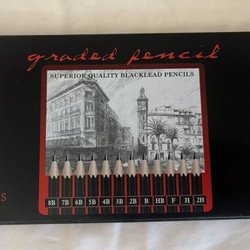 graded pencil
SUPERIOR QUALITY BLACKLEAD PENCILS
8B 7B 6B 5B 4B 3B 2B B HB F H 2H